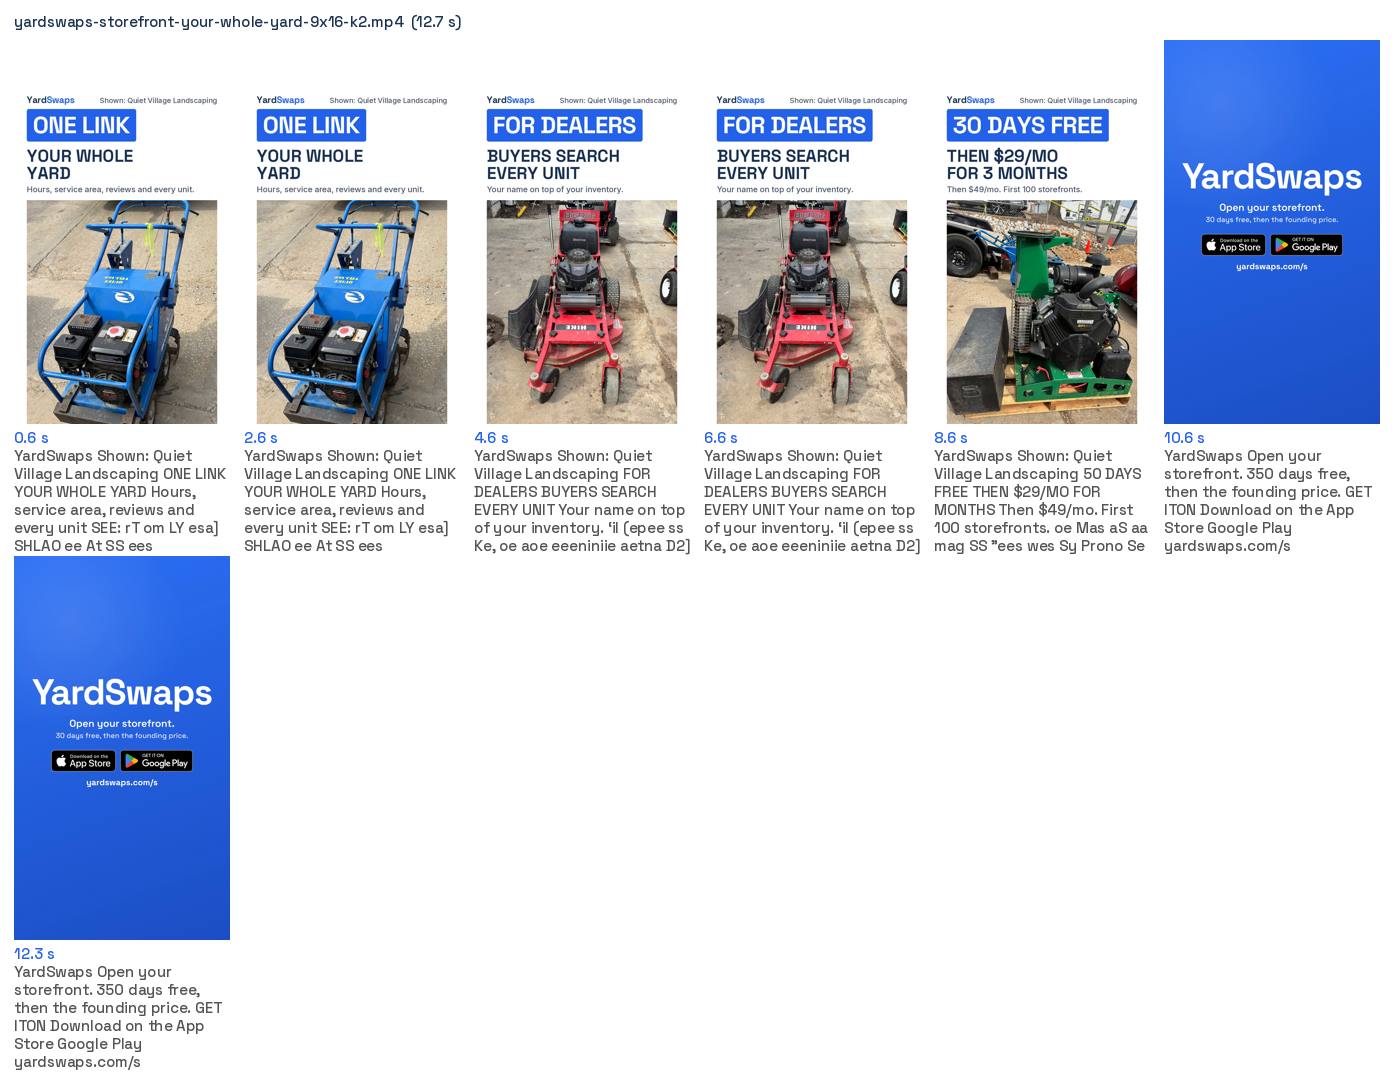 yardswaps-storefront-your-whole-yard-9x16-k2.mp4 (12.7 s)
YardSwaps Shown: Quiet Village Landscaping
ONE LINK
YOUR WHOLE
YARD
Hours, service area, reviews and every unit.
0.6 s
YardSwaps Shown: Quiet
Village Landscaping ONE LINK
YOUR WHOLE YARD Hours,
service area, reviews and
every unit SEE: rT om LY esa]
SHLAO ee At SS ees
YardSwaps Shown: Quiet Village Landscaping
ONE LINK
YOUR WHOLE
YARD
Hours, service area, reviews and every unit.
2.6 s
YardSwaps Shown: Quiet
Village Landscaping ONE LINK
YOUR WHOLE YARD Hours,
service area, reviews and
every unit SEE: rT om LY esa]
SHLAO ee At SS ees
YardSwaps Shown: Quiet Village Landscaping
FOR DEALERS
BUYERS SEARCH
EVERY UNIT
Your name on top of your inventory.
HIKE
4.6 s
YardSwaps Shown: Quiet
Village Landscaping FOR
DEALERS BUYERS SEARCH
EVERY UNIT Your name on top
of your inventory. ‘il (epee ss
Ke, oe aoe eeeniniie aetna D2]
YardSwaps Shown: Quiet Village Landscaping
FOR DEALERS
BUYERS SEARCH
EVERY UNIT
Your name on top of your inventory.
HIKE
6.6 s
YardSwaps Shown: Quiet
Village Landscaping FOR
DEALERS BUYERS SEARCH
EVERY UNIT Your name on top
of your inventory. ‘il (epee ss
Ke, oe aoe eeeniniie aetna D2]
YardSwaps Shown: Quiet Village Landscaping
30 DAYS FREE
THEN $29/MO
FOR 3 MONTHS
Then $49/mo. First 100 storefronts.
8.6 s
YardSwaps Shown: Quiet
Village Landscaping 50 DAYS
FREE THEN $29/MO FOR
MONTHS Then $49/mo. First
100 storefronts. oe Mas aS aa
mag SS ”ees wes Sy Prono Se
YardSwaps
Open your storefront.
30 days free, then the founding price.
Download on the App Store GET IT ON Google Play
yardswaps.com/s
10.6 s
YardSwaps Open your
storefront. 350 days free,
then the founding price. GET
ITON Download on the App
Store Google Play
yardswaps.com/s
YardSwaps
Open your storefront.
30 days free, then the founding price.
Download on the App Store GET IT ON Google Play
yardswaps.com/s
12.3 s
YardSwaps Open your
storefront. 350 days free,
then the founding price. GET
ITON Download on the App
Store Google Play
yardswaps.com/s